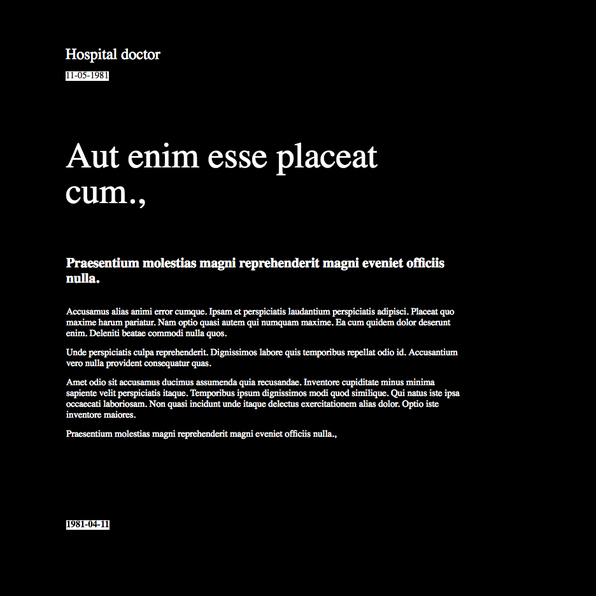 Hospital doctor
11-05-1981
Aut enim esse placeat
cum.,
Praesentium molestias magni reprehenderit magni eveniet officiis
nulla.
Accusamus alias animi error cumque. Ipsam et perspiciatis laudantium perspiciatis adipisci. Placeat quo
maxime harum pariatur. Nam optio quasi autem qui numquam maxime. Ea cum quidem dolor deserunt
enim. Deleniti beatae commodi nulla quos.
Unde perspiciatis culpa reprehenderit. Dignissimos labore quis temporibus repellat odio id. Accusantium
vero nulla provident consequatur quas.
Amet odio sit accusamus ducimus assumenda quia recusandae. Inventore cupiditate minus minima
sapiente velit perspiciatis itaque. Temporibus ipsum dignissimos modi quod similique. Qui natus iste ipsa
occaecati laboriosam. Non quasi incidunt unde itaque delectus exercitationem alias dolor. Optio iste
inventore maiores.
Praesentium molestias magni reprehenderit magni eveniet officiis nulla.,
1981-04-11